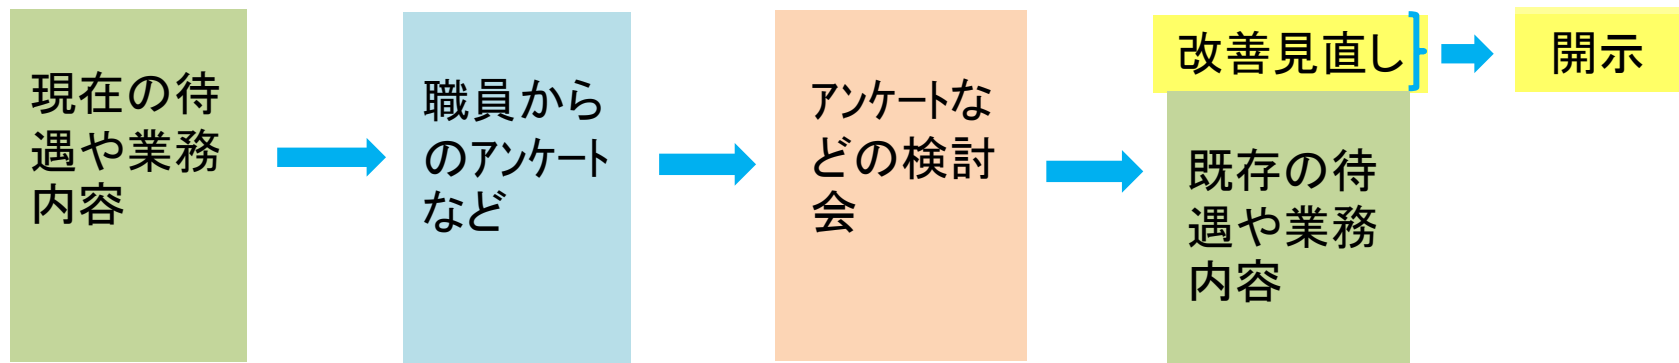 現在の待
遇や業務
内容
職員から
のアンケート
など
アンケートな
どの検討
会
改善見直し
既存の待
遇や業務
内容
開示